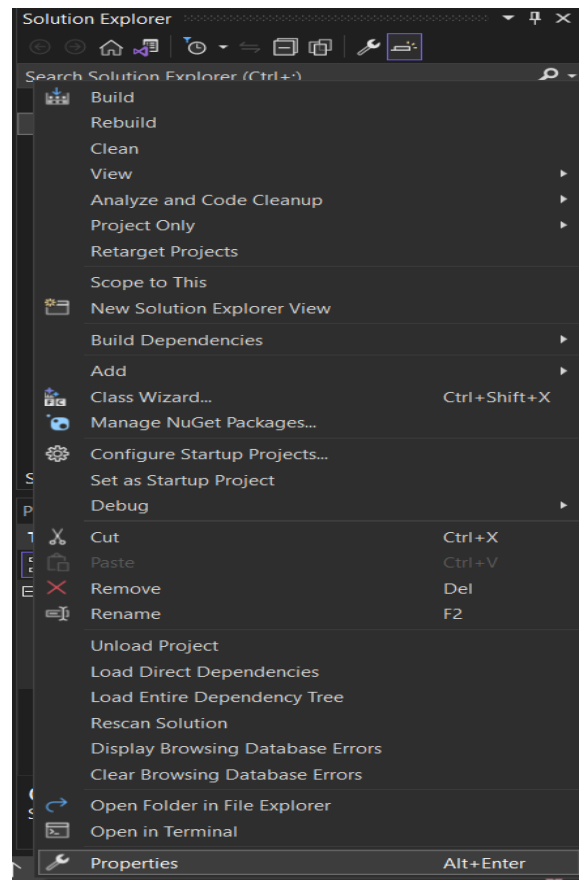 Solution Explorer
Search Solution Explorer (Ctrl+;)
Build
Rebuild
Clean
View
Analyze and Code Cleanup
Project Only
Retarget Projects
Scope to This
New Solution Explorer View
Build Dependencies
Add
Class Wizard... Ctrl+Shift+X
Manage NuGet Packages...
Configure Startup Projects...
Set as Startup Project
Debug
Cut Ctrl+X
Paste Ctrl+V
Remove Del
Rename F2
Unload Project
Load Direct Dependencies
Load Entire Dependency Tree
Rescan Solution
Display Browsing Database Errors
Clear Browsing Database Errors
Open Folder in File Explorer
Open in Terminal
Properties Alt+Enter